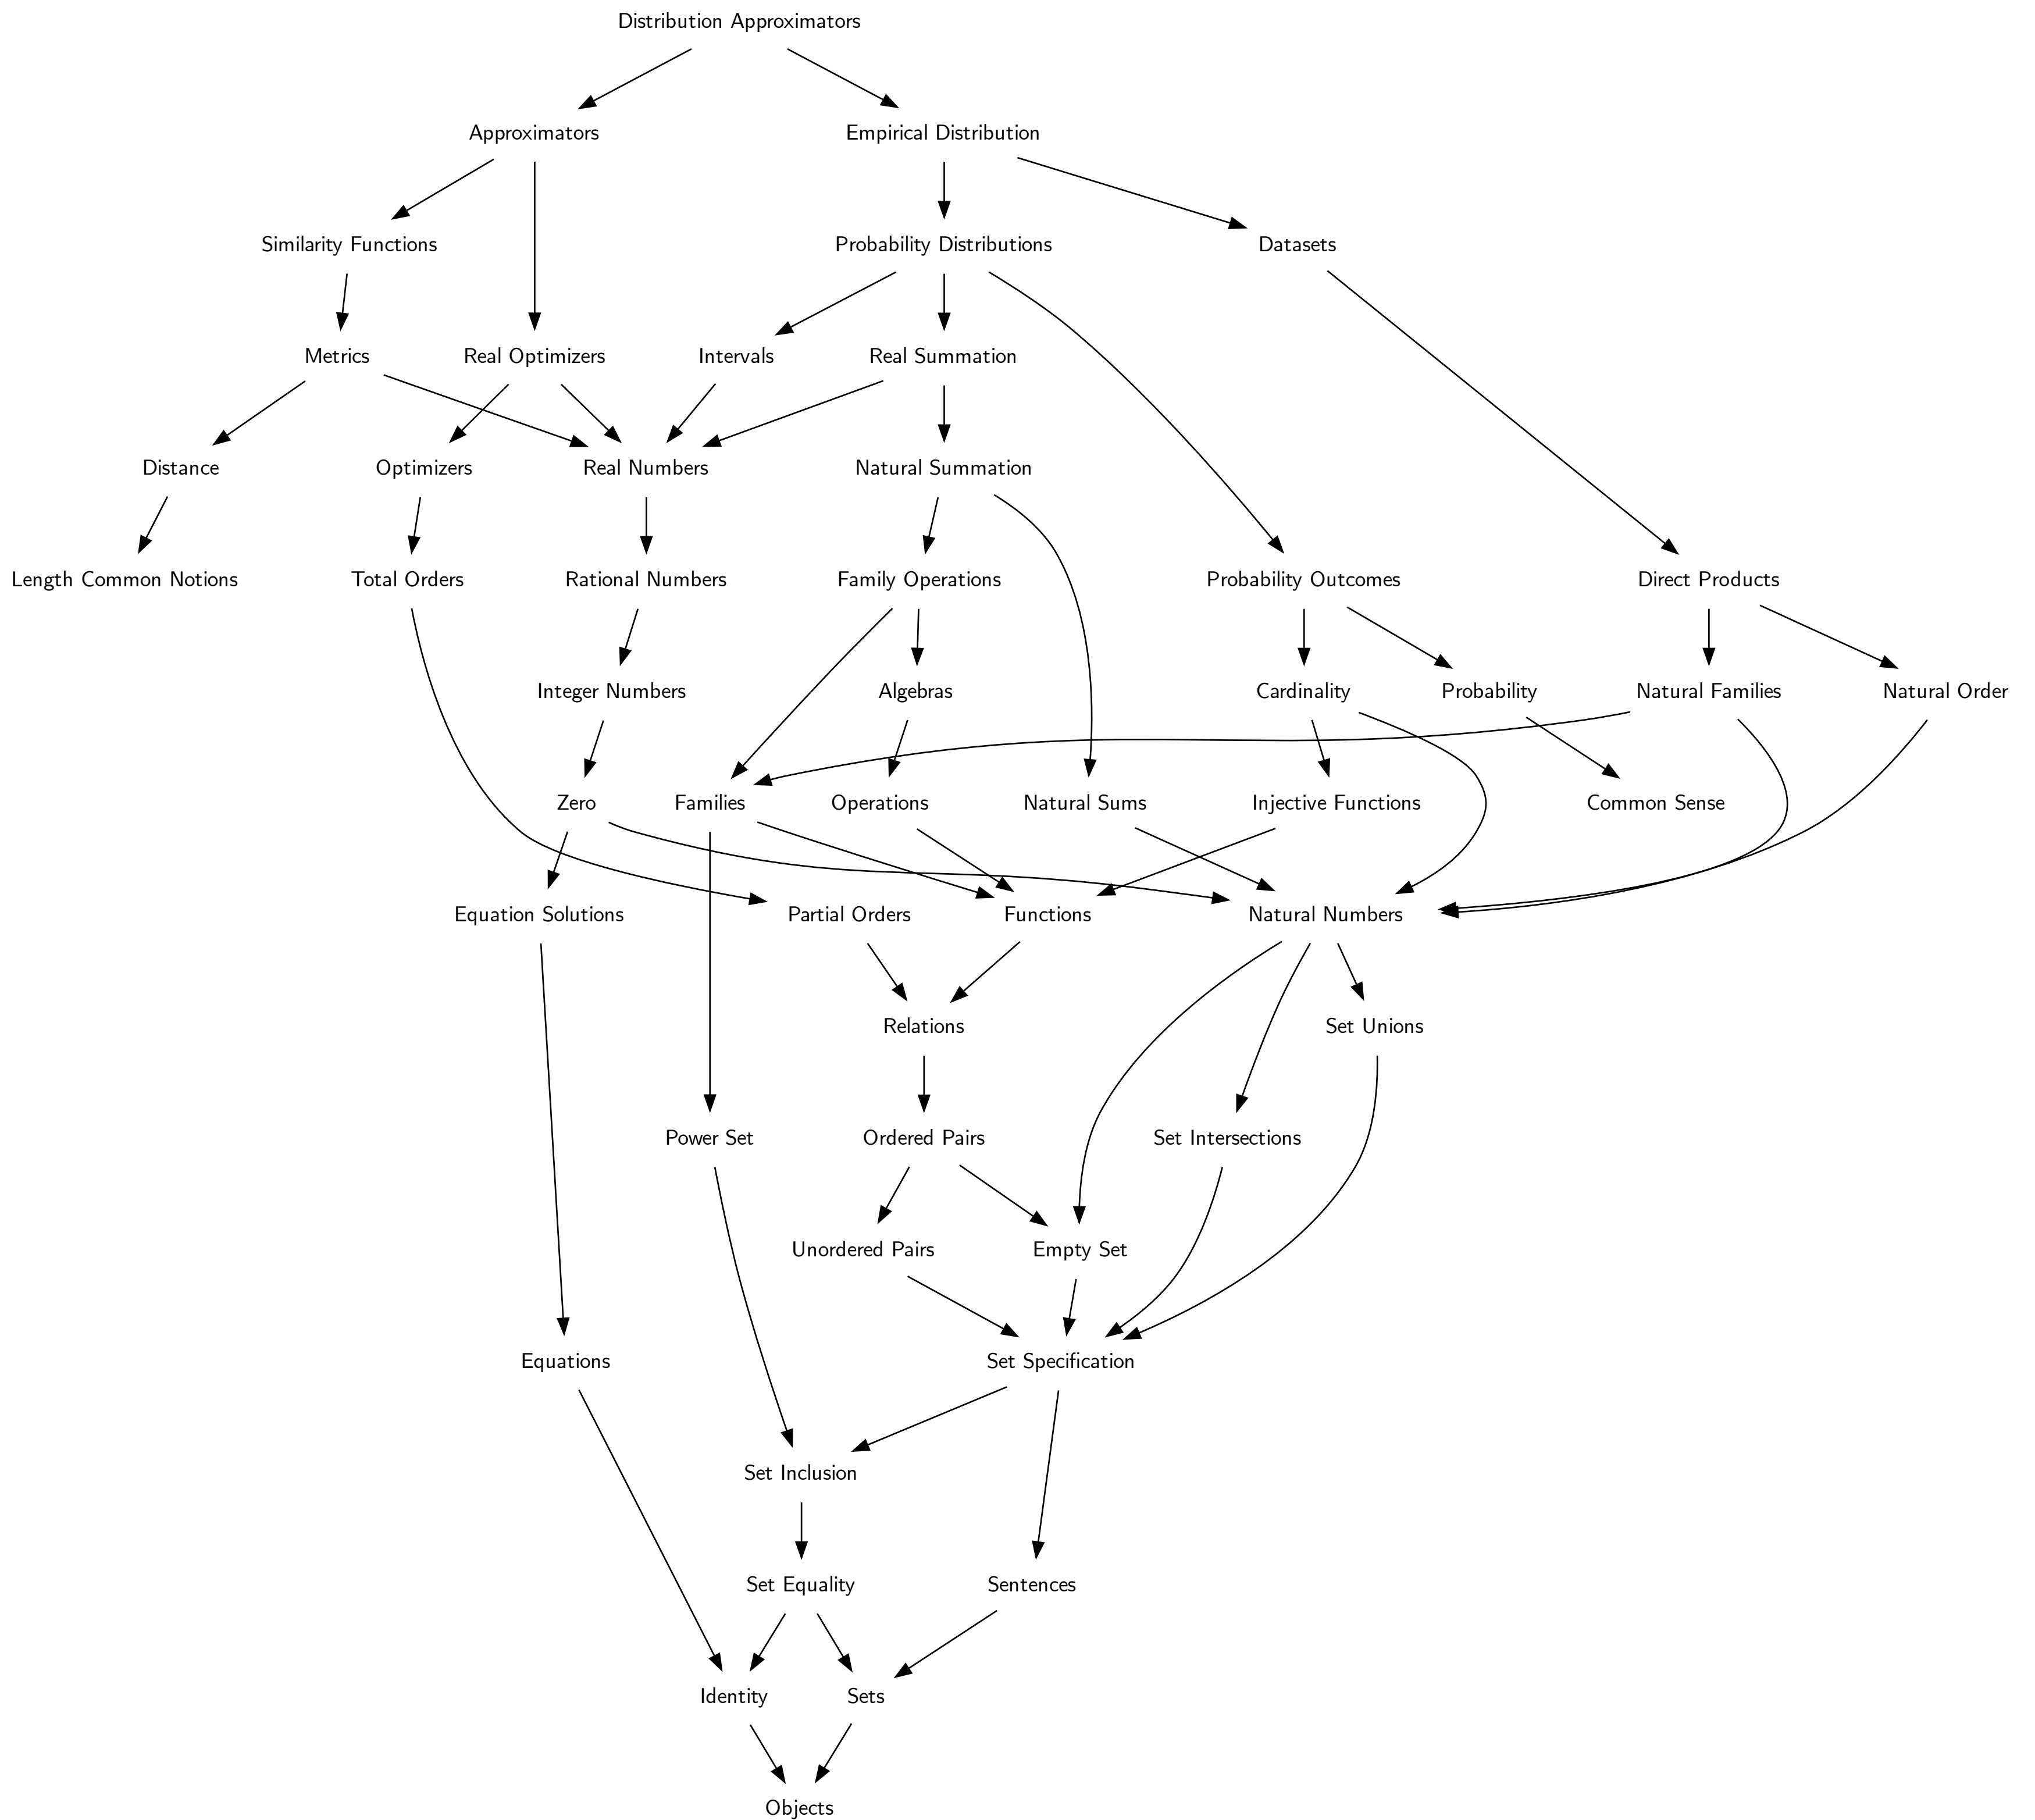 Distribution Approximators
Approximators
Empirical Distribution
Similarity Functions
Probability Distributions
Datasets
Metrics
Real Optimizers
Intervals
Real Summation
Distance
Optimizers
Real Numbers
Natural Summation
Length Common Notions
Total Orders
Rational Numbers
Family Operations
Probability Outcomes
Direct Products
Integer Numbers
Algebras
Cardinality
Probability
Natural Families
Natural Order
Zero
Families
Operations
Natural Sums
Injective Functions
Common Sense
Equation Solutions
Partial Orders
Functions
Natural Numbers
Relations
Set Unions
Power Set
Ordered Pairs
Set Intersections
Unordered Pairs
Empty Set
Equations
Set Specification
Set Inclusion
Set Equality
Sentences
Identity
Sets
Objects